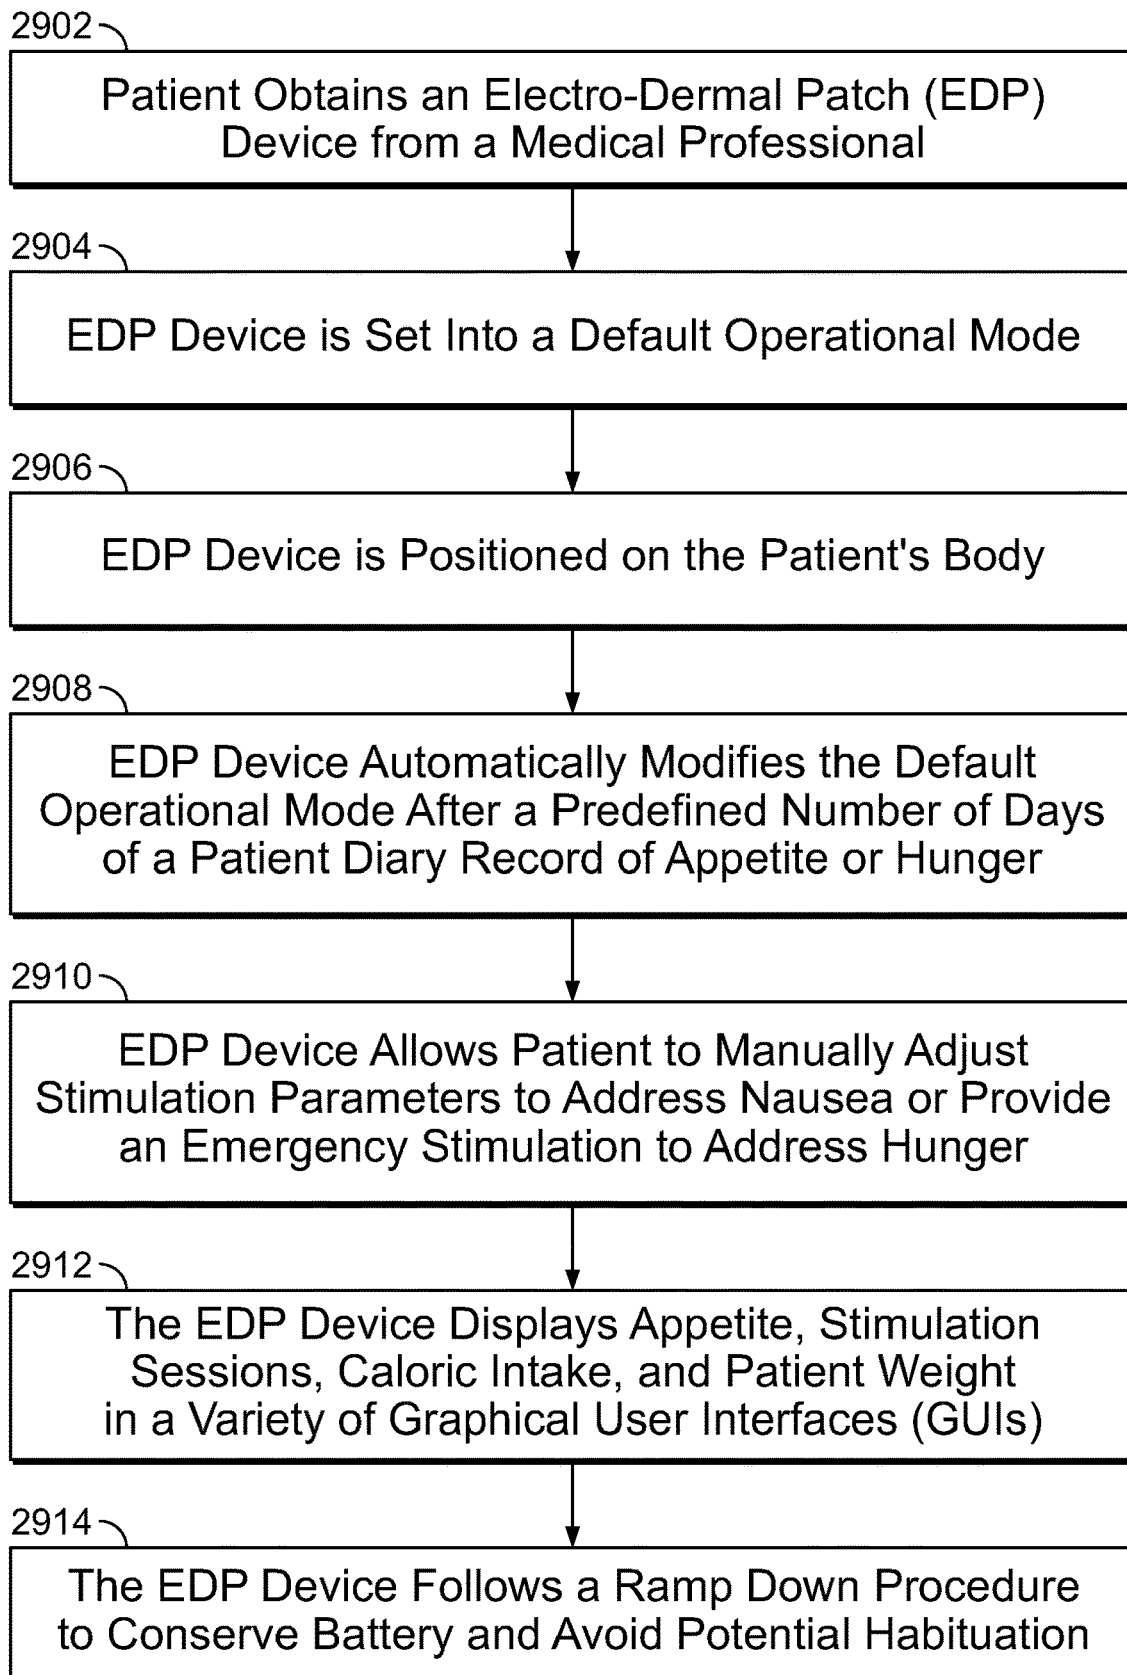 2902
Patient Obtains an Electro-Dermal Patch (EDP)
Device from a Medical Professional
2904
EDP Device is Set Into a Default Operational Mode
2906
EDP Device is Positioned on the Patient's Body
2908
EDP Device Automatically Modifies the Default
Operational Mode After a Predefined Number of Days
of a Patient Diary Record of Appetite or Hunger
2910
EDP Device Allows Patient to Manually Adjust
Stimulation Parameters to Address Nausea or Provide
an Emergency Stimulation to Address Hunger
2912
The EDP Device Displays Appetite, Stimulation
Sessions, Caloric Intake, and Patient Weight
in a Variety of Graphical User Interfaces (GUIs)
2914
The EDP Device Follows a Ramp Down Procedure
to Conserve Battery and Avoid Potential Habituation